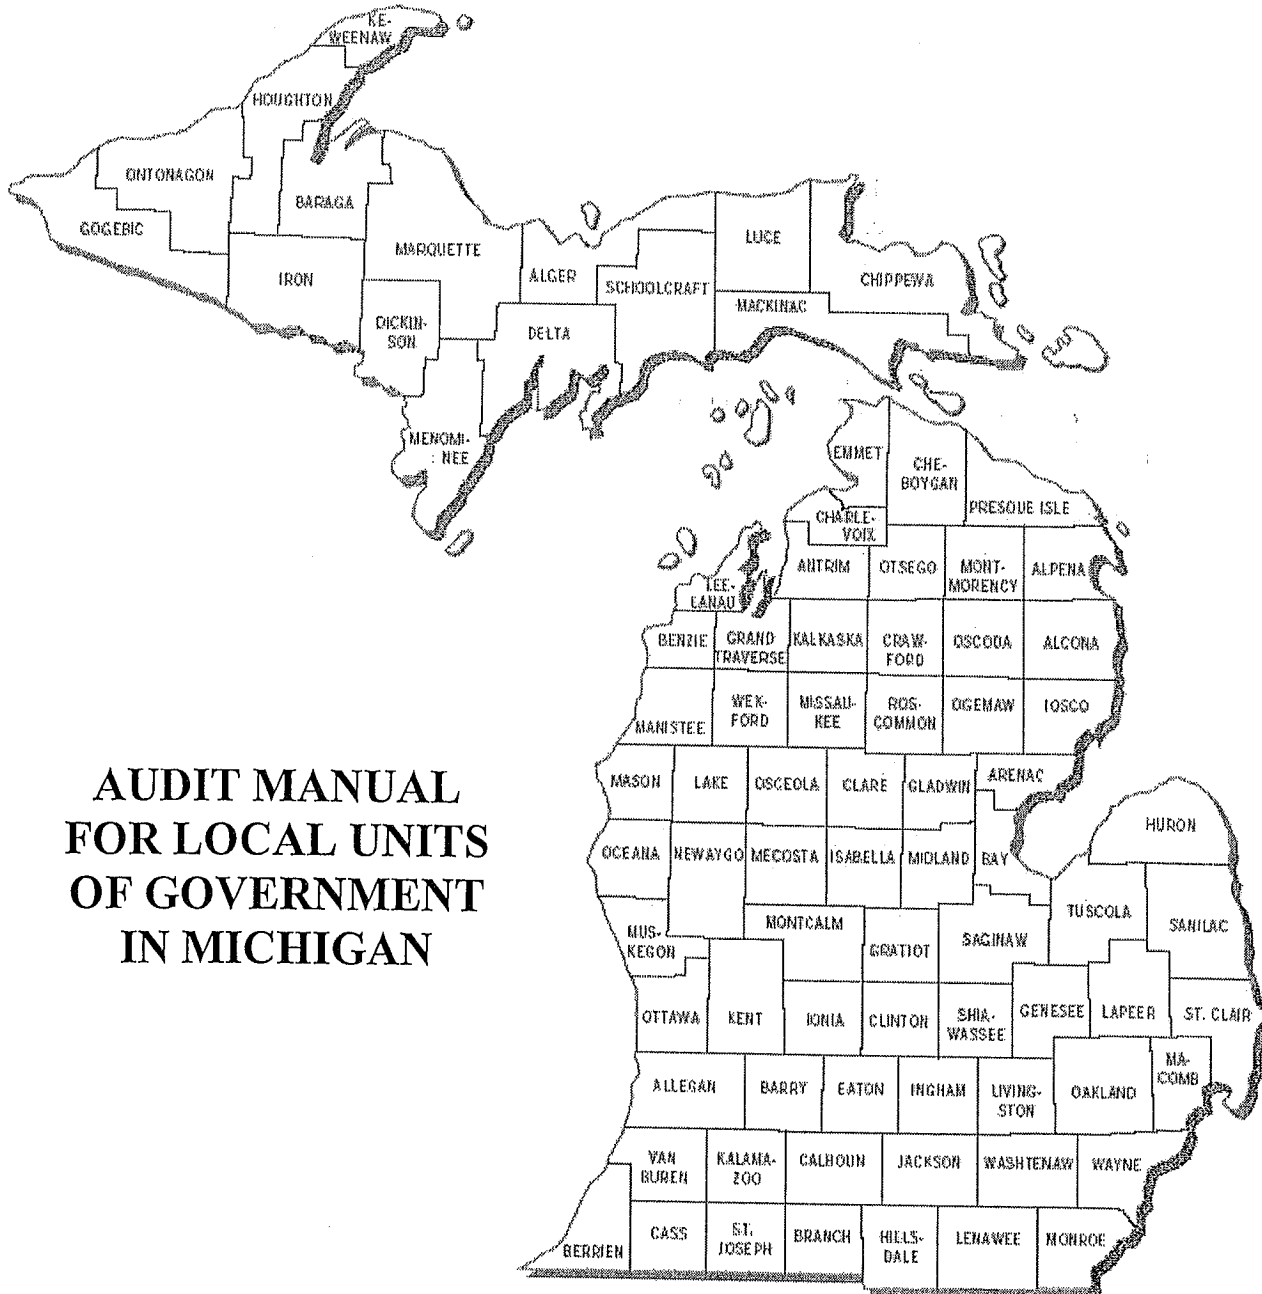 KE-
WEENAW
HOUGHTON
ONTONAGON
BARAGA
GOGEBIC
MARQUETTE
LUCE
IRON
ALGER
SCHOOLCRAFT
CHIPPEWA
MACKINAC
DICKIN-
SON
DELTA
MENOMI-
NEE
EMMET
CHE-
BOYGAN
PRESQUE ISLE
CHARLE-
VOIX
ANTRIM
OTSEGO
MONT-
MORENCY
ALPENA
LEE-
LANAU
BENZIE
GRAND
TRAVERSE
KALKASKA
CRAW-
FORD
OSCODA
ALCONA
MANISTEE
WEX-
FORD
MISSAU-
KEE
ROS-
COMMON
OGEMAW
IOSCO
AUDIT MANUAL
FOR LOCAL UNITS
OF GOVERNMENT
IN MICHIGAN
MASON
LAKE
OSCEOLA
CLARE
GLADWIN
ARENAC
HURON
OCEANA
NEWAYGO
MECOSTA
ISABELLA
MIDLAND
BAY
TUSCOLA
SANILAC
MUS-
KEGON
MONTCALM
GRATIOT
SAGINAW
OTTAWA
KENT
IONIA
CLINTON
SHIA-
WASSEE
GENESEE
LAPEER
ST. CLAIR
ALLEGAN
BARRY
EATON
INGHAM
LIVING-
STON
OAKLAND
MA-
COMB
VAN
BUREN
KALAMA-
ZOO
CALHOUN
JACKSON
WASHTENAW
WAYNE
BERRIEN
CASS
ST.
JOSEPH
BRANCH
HILLS-
DALE
LENAWEE
MONROE